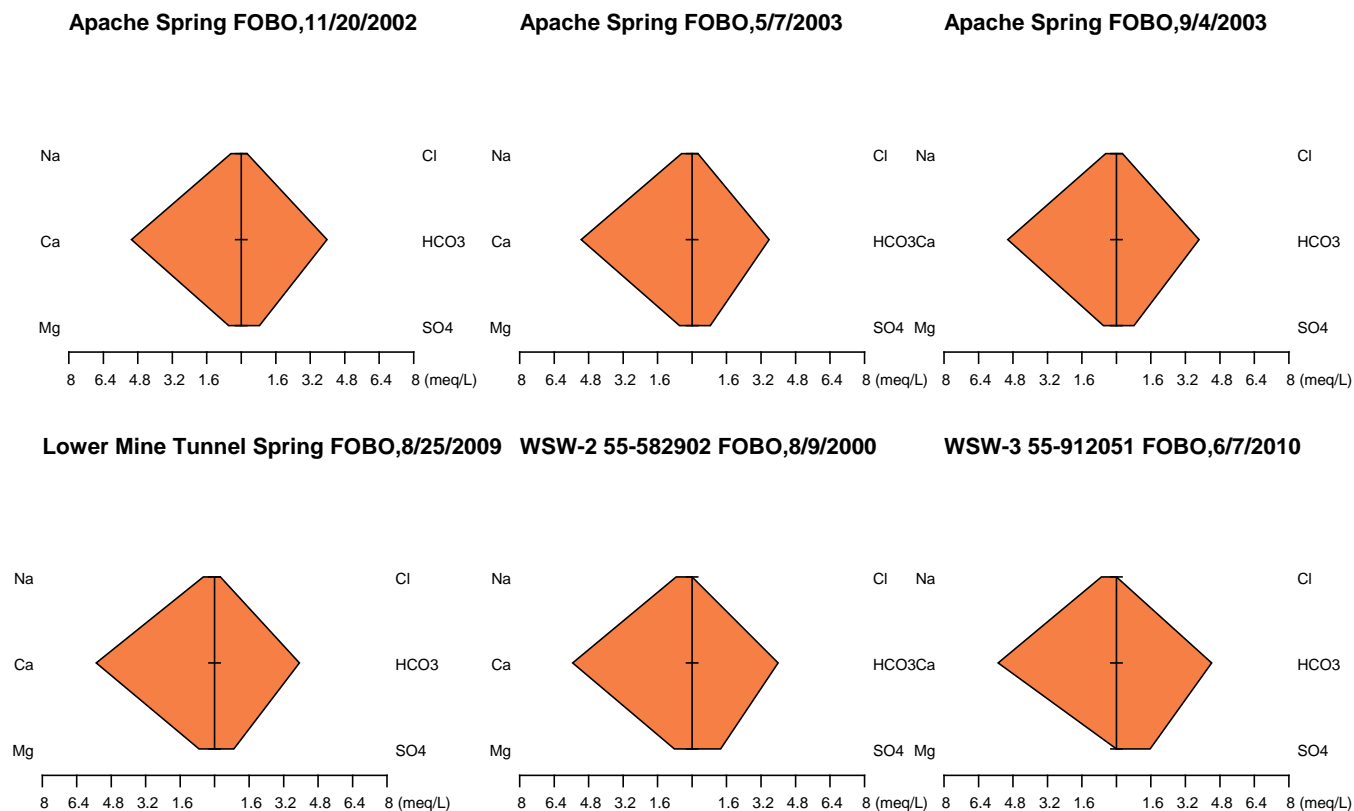 Apache Spring FOBO,11/20/2002
Na
Cl
Ca
HCO3
Mg
SO4
8 6.4 4.8 3.2 1.6 1.6 3.2 4.8 6.4 8 (meq/L)
Apache Spring FOBO,5/7/2003
Na
Cl
Ca
HCO3
Mg
SO4
8 6.4 4.8 3.2 1.6 1.6 3.2 4.8 6.4 8 (meq/L)
Apache Spring FOBO,9/4/2003
Na
Cl
Ca
HCO3
Mg
SO4
8 6.4 4.8 3.2 1.6 1.6 3.2 4.8 6.4 8 (meq/L)
Lower Mine Tunnel Spring FOBO,8/25/2009
Na
Cl
Ca
HCO3
Mg
SO4
8 6.4 4.8 3.2 1.6 1.6 3.2 4.8 6.4 8 (meq/L)
WSW-2 55-582902 FOBO,8/9/2000
Na
Cl
Ca
HCO3
Mg
SO4
8 6.4 4.8 3.2 1.6 1.6 3.2 4.8 6.4 8 (meq/L)
WSW-3 55-912051 FOBO,6/7/2010
Na
Cl
Ca
HCO3
Mg
SO4
8 6.4 4.8 3.2 1.6 1.6 3.2 4.8 6.4 8 (meq/L)